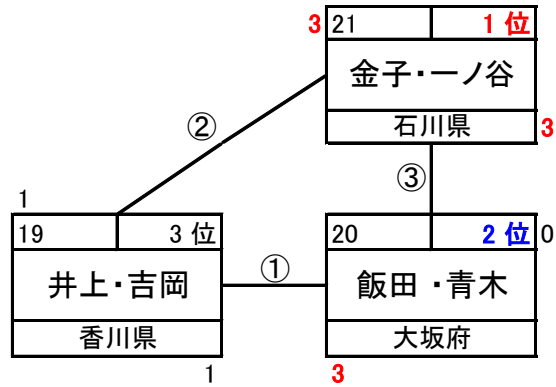 3 21 1 位
金子・一ノ谷
石川県 3
②
③
1
19 3 位
井上・吉岡
香川県
1
①
20 2 位 0
飯田 ・青木
大坂府
3